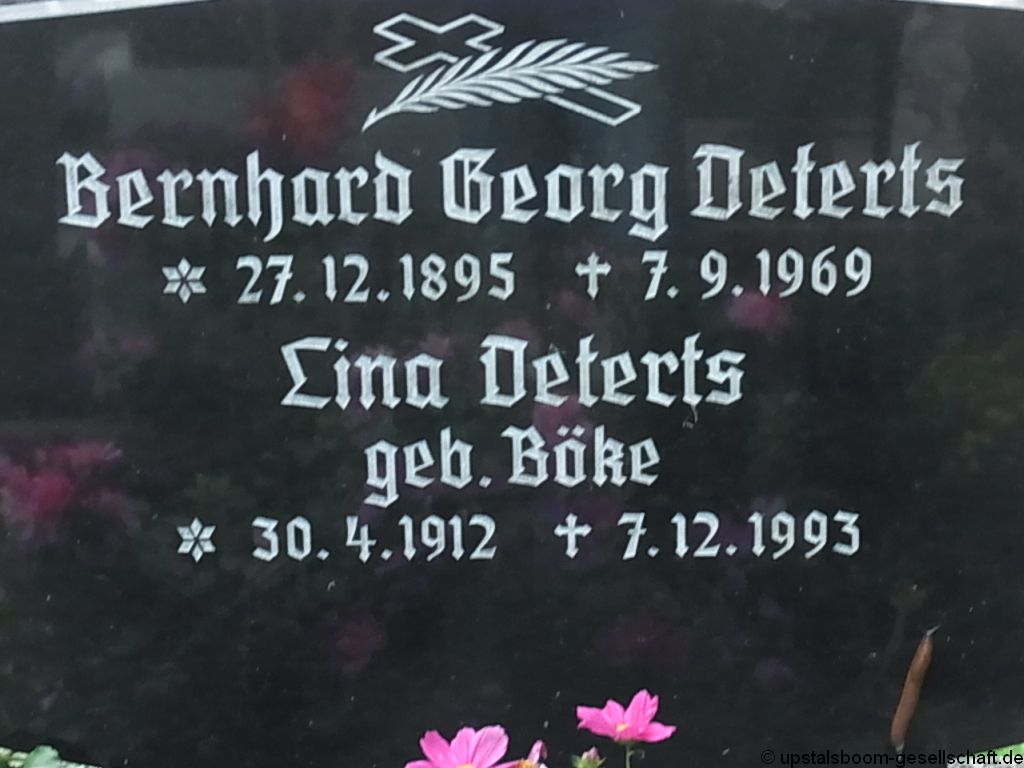 Bernhard Georg Deterts
* 27.12.1895 † 7.9.1969
Lina Deterts
geb. Böke
* 30.4.1912 † 7.12.1993
© upstalsboom-gesellschaft.de